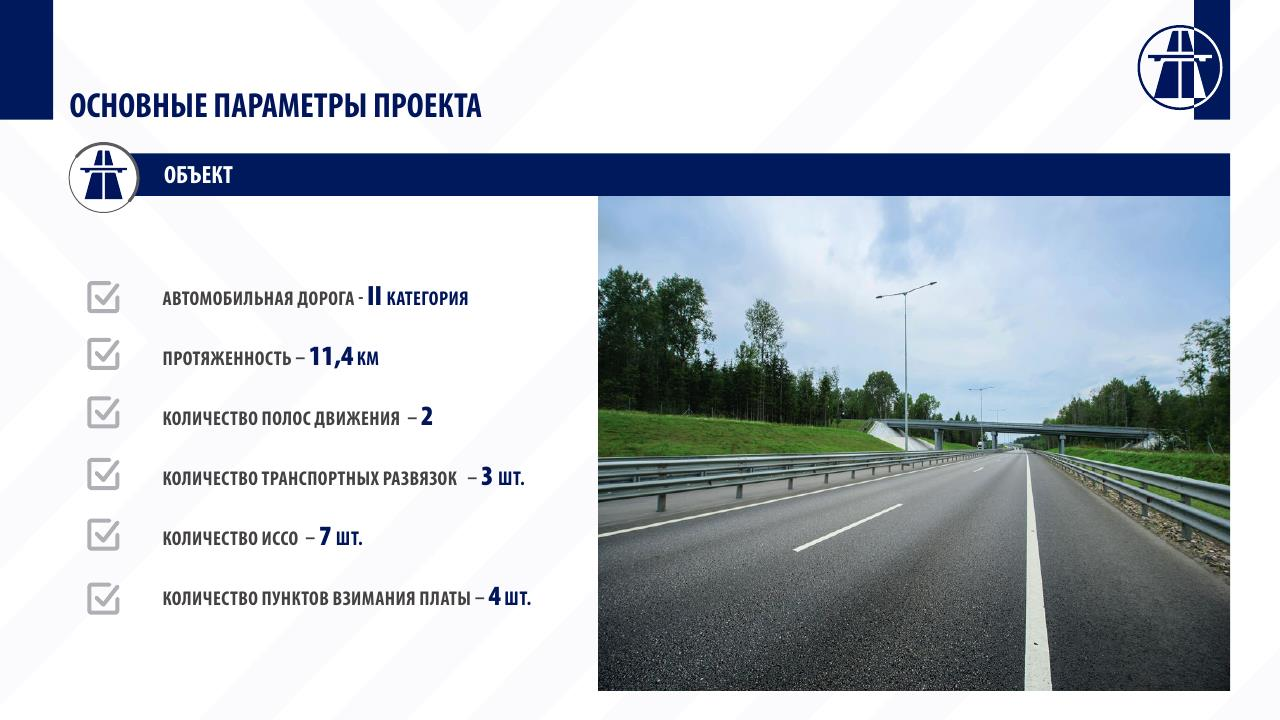 ОСНОВНЫЕ ПАРАМЕТРЫ ПРОЕКТА
ОБЪЕКТ
АВТОМОБИЛЬНАЯ ДОРОГА - II КАТЕГОРИЯ
ПРОТЯЖЕННОСТЬ – 11,4 КМ
КОЛИЧЕСТВО ПОЛОС ДВИЖЕНИЯ – 2
КОЛИЧЕСТВО ТРАНСПОРТНЫХ РАЗВЯЗОК – 3 ШТ.
КОЛИЧЕСТВО ИССО – 7 ШТ.
КОЛИЧЕСТВО ПУНКТОВ ВЗИМАНИЯ ПЛАТЫ – 4 ШТ.